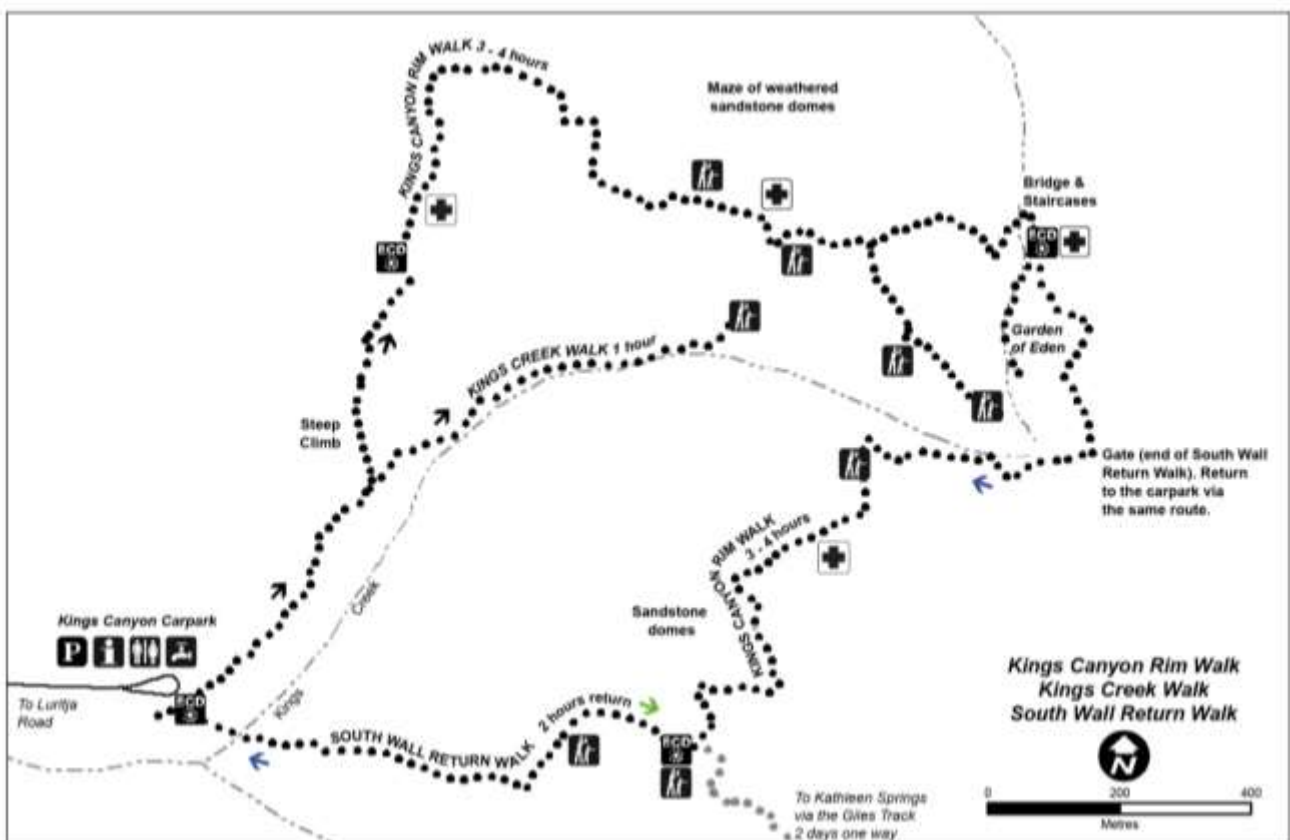 KINGS CANYON RIM WALK 3 - 4 hours
Maze of weathered
sandstone domes
Bridge &
Staircases
ECD
ECD
Garden
of Eden
KINGS CREEK WALK 1 hour
Steep
Climb
Gate (end of South Wall
Return Walk). Return
to the carpark via
the same route.
KINGS CANYON RIM WALK
3 - 4 hours
Creek
Kings
Sandstone
domes
Kings Canyon Carpark
P i
To Luritja
Road
ECD
SOUTH WALL RETURN WALK 2 hours return
ECD
To Kathleen Springs
via the Giles Track
2 days one way
Kings Canyon Rim Walk
Kings Creek Walk
South Wall Return Walk
N
0 200 400
Metres